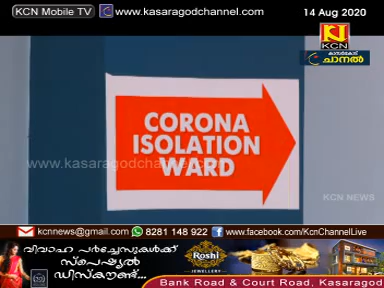 KCN Mobile TV www.kasaragodchannel.com 14 Aug 2020
KCN
കാസർകോട്
ചാനൽ
CORONA
ISOLATION
WARD
www.kasaragodchannel.com
KCN NEWS
kcnnews@gmail.com 8281 148 922 www.facebook.com/KcnChannelLive
വിവാഹ പർച്ചേസുകൾക്ക്
സ്പെഷ്യൽ
ഡിസ്കൗണ്ട്...
Roshi
JEWELLERY
Bank Road & Court Road, Kasaragod